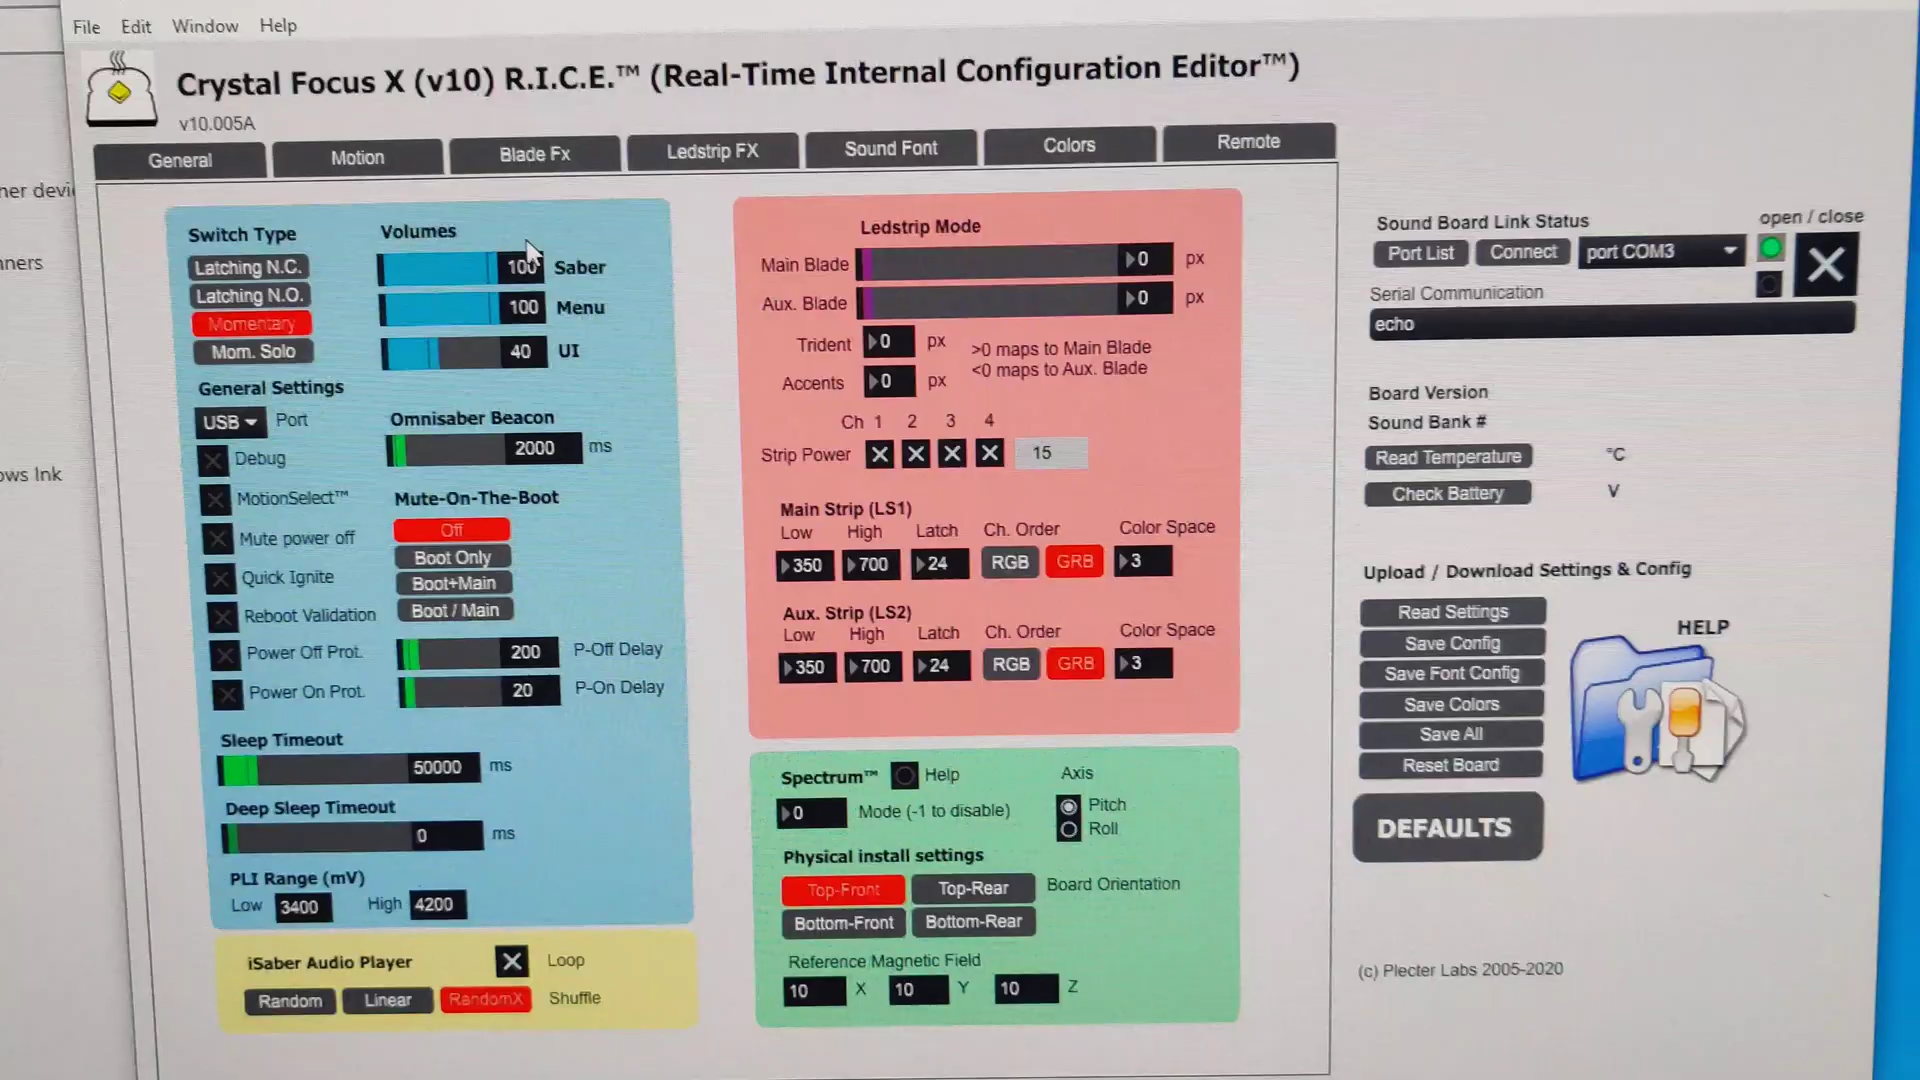 File Edit Window Help
Crystal Focus X (v10) R.I.C.E.™ (Real-Time Internal Configuration Editor™)
v10.005A
General Motion Blade Fx Ledstrip FX Sound Font Colors Remote
Switch Type
Latching N.C.
Latching N.O.
Momentary
Mom. Solo
Volumes
100 Saber
100 Menu
40 UI
General Settings
USB Port
Debug
MotionSelect™
Mute power off
Quick Ignite
Reboot Validation
Power Off Prot.
Power On Prot.
Omnisaber Beacon
2000 ms
Mute-On-The-Boot
Off
Boot Only
Boot+Main
Boot / Main
200 P-Off Delay
20 P-On Delay
Sleep Timeout
50000 ms
Deep Sleep Timeout
0 ms
PLI Range (mV)
Low 3400 High 4200
iSaber Audio Player
Loop
Random Linear RandomX Shuffle
Ledstrip Mode
Main Blade 0 px
Aux. Blade 0 px
Trident 0 px
Accents 0 px
>0 maps to Main Blade
<0 maps to Aux. Blade
Ch 1 2 3 4
Strip Power 15
Main Strip (LS1)
Low High Latch Ch. Order Color Space
350 700 24 RGB GRB 3
Aux. Strip (LS2)
Low High Latch Ch. Order Color Space
350 700 24 RGB GRB 3
Spectrum™ Help Axis
0 Mode (-1 to disable)
Pitch
Roll
Physical install settings
Top-Front Top-Rear Board Orientation
Bottom-Front Bottom-Rear
Reference Magnetic Field
10 X 10 Y 10 Z
Sound Board Link Status
open / close
Port List Connect port COM3
Serial Communication
echo
Board Version
Sound Bank #
Read Temperature °C
Check Battery V
Upload / Download Settings & Config
Read Settings
Save Config
Save Font Config
Save Colors
Save All
Reset Board
HELP
DEFAULTS
(c) Plecter Labs 2005-2020
ows Ink